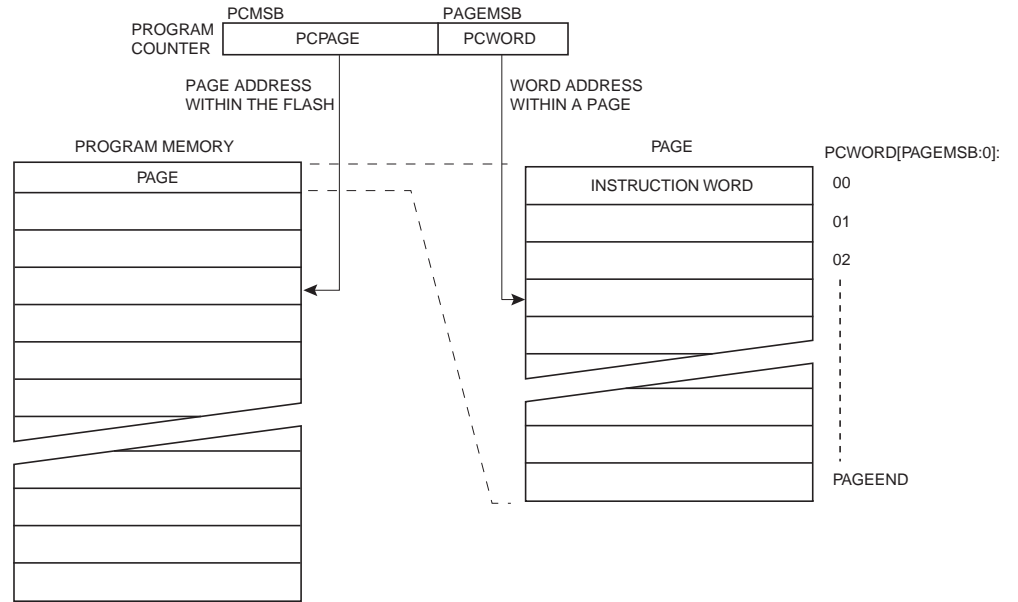 PCMSB PAGEMSB
PROGRAM
COUNTER
PCPAGE PCWORD
PAGE ADDRESS
WITHIN THE FLASH
WORD ADDRESS
WITHIN A PAGE
PROGRAM MEMORY
PAGE
PAGE
PCWORD[PAGEMSB:0]:
INSTRUCTION WORD
00
01
02
PAGEEND